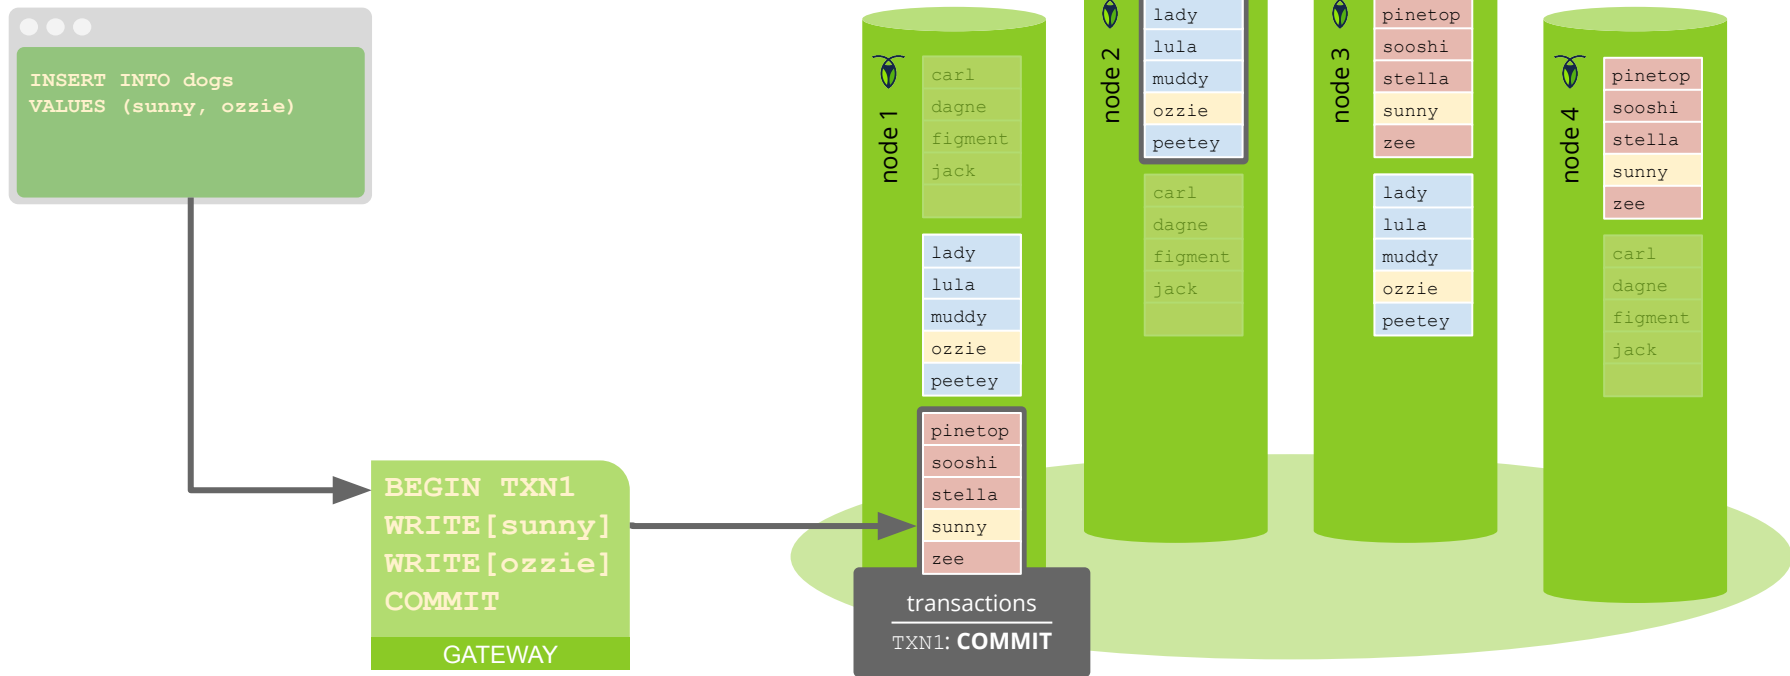 INSERT INTO dogs
VALUES (sunny, ozzie)
BEGIN TXN1
WRITE[sunny]
WRITE[ozzie]
COMMIT
GATEWAY
node 1
carl
dagne
figment
jack
lady
lula
muddy
ozzie
peetey
pinetop
sooshi
stella
sunny
zee
transactions
TXN1: COMMIT
node 2
lady
lula
muddy
ozzie
peetey
carl
dagne
figment
jack
node 3
pinetop
sooshi
stella
sunny
zee
lady
lula
muddy
ozzie
peetey
node 4
pinetop
sooshi
stella
sunny
zee
carl
dagne
figment
jack